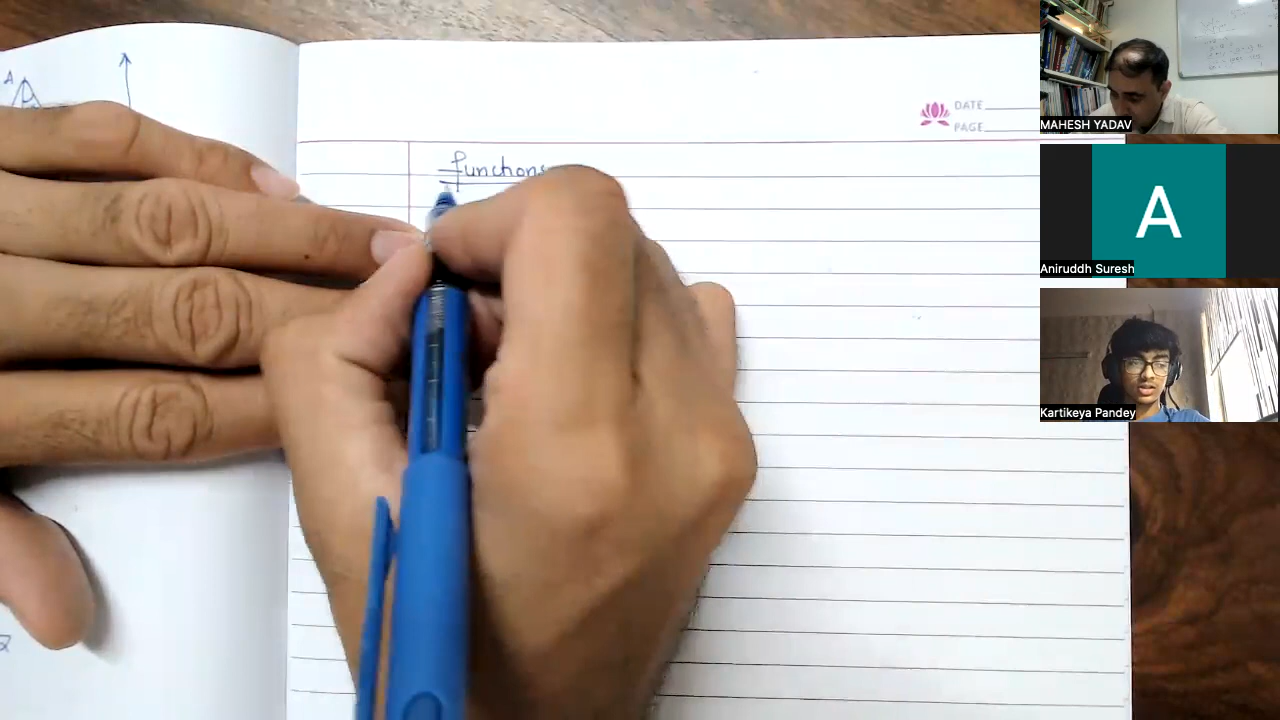 A
DATE
PAGE
functions
MAHESH YADAV
A
Aniruddh Suresh
Kartikeya Pandey